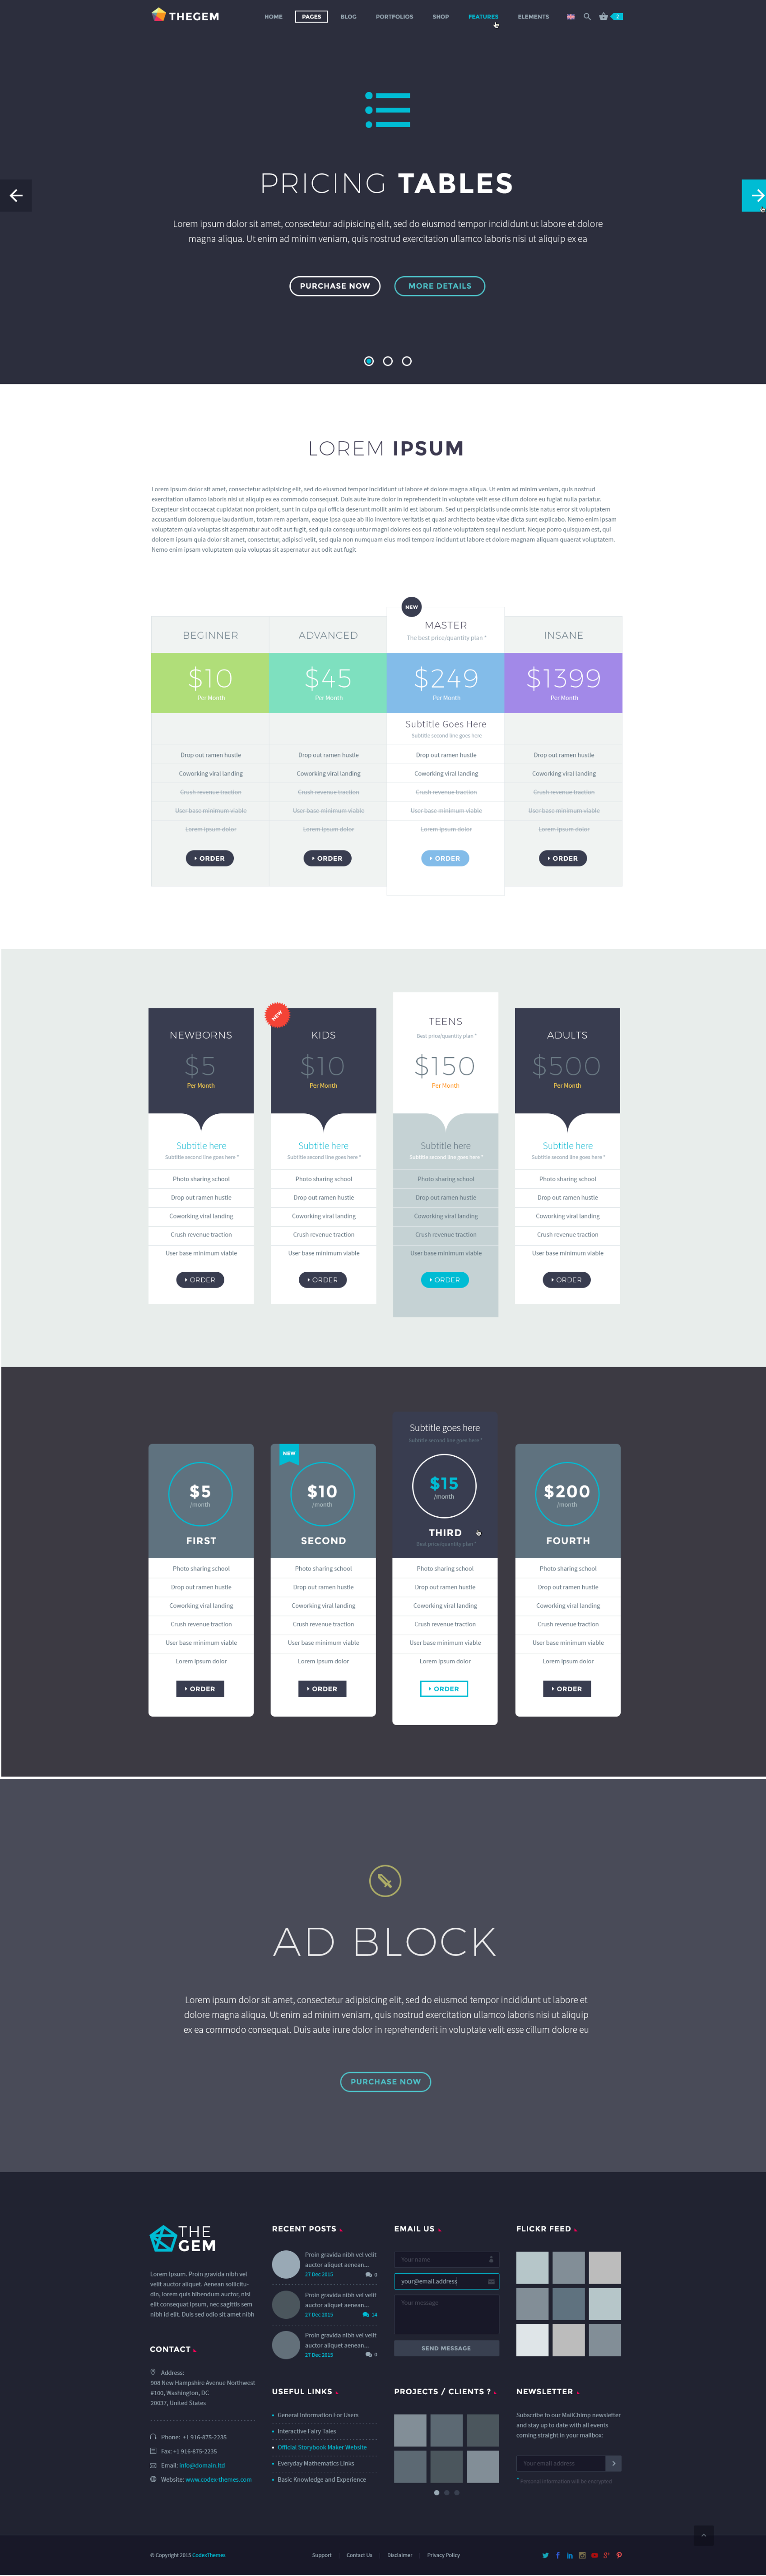 THEGEM HOME PAGES BLOG PORTFOLIOS SHOP FEATURES ELEMENTS 2
PRICING TABLES
Lorem ipsum dolor sit amet, consectetur adipisicing elit, sed do eiusmod tempor incididunt ut labore et dolore
magna aliqua. Ut enim ad minim veniam, quis nostrud exercitation ullamco laboris nisi ut aliquip ex ea
PURCHASE NOW MORE DETAILS
LOREM IPSUM
Lorem ipsum dolor sit amet, consectetur adipisicing elit, sed do eiusmod tempor incididunt ut labore et dolore magna aliqua. Ut enim ad minim veniam, quis nostrud
exercitation ullamco laboris nisi ut aliquip ex ea commodo consequat. Duis aute irure dolor in reprehenderit in voluptate velit esse cillum dolore eu fugiat nulla pariatur.
Excepteur sint occaecat cupidatat non proident, sunt in culpa qui officia deserunt mollit anim id est laborum. Sed ut perspiciatis unde omnis iste natus error sit voluptatem
accusantium doloremque laudantium, totam rem aperiam, eaque ipsa quae ab illo inventore veritatis et quasi architecto beatae vitae dicta sunt explicabo. Nemo enim ipsam
voluptatem quia voluptas sit aspernatur aut odit aut fugit, sed quia consequuntur magni dolores eos qui ratione voluptatem sequi nesciunt. Neque porro quisquam est, qui
dolorem ipsum quia dolor sit amet, consectetur, adipisci velit, sed quia non numquam eius modi tempora incidunt ut labore et dolore magnam aliquam quaerat voluptatem.
Nemo enim ipsam voluptatem quia voluptas sit aspernatur aut odit aut fugit
NEW
BEGINNER ADVANCED MASTER INSANE
The best price/quantity plan *
$10 $45 $249 $1399
Per Month Per Month Per Month Per Month
Subtitle Goes Here
Subtitle second line goes here
Drop out ramen hustle Drop out ramen hustle Drop out ramen hustle Drop out ramen hustle
Coworking viral landing Coworking viral landing Coworking viral landing Coworking viral landing
Crush revenue traction Crush revenue traction Crush revenue traction Crush revenue traction
User base minimum viable User base minimum viable User base minimum viable User base minimum viable
Lorem ipsum dolor Lorem ipsum dolor Lorem ipsum dolor Lorem ipsum dolor
ORDER ORDER ORDER ORDER
NEW
NEWBORNS KIDS TEENS ADULTS
Best price/quantity plan *
$5 $10 $150 $500
Per Month Per Month Per Month Per Month
Subtitle here Subtitle here Subtitle here Subtitle here
Subtitle second line goes here * Subtitle second line goes here * Subtitle second line goes here * Subtitle second line goes here *
Photo sharing school Photo sharing school Photo sharing school Photo sharing school
Drop out ramen hustle Drop out ramen hustle Drop out ramen hustle Drop out ramen hustle
Coworking viral landing Coworking viral landing Coworking viral landing Coworking viral landing
Crush revenue traction Crush revenue traction Crush revenue traction Crush revenue traction
User base minimum viable User base minimum viable User base minimum viable User base minimum viable
ORDER ORDER ORDER ORDER
Subtitle goes here
Subtitle second line goes here *
NEW
$5 $10 $15 $200
/month /month /month /month
FIRST SECOND THIRD FOURTH
Best price/quantity plan *
Photo sharing school Photo sharing school Photo sharing school Photo sharing school
Drop out ramen hustle Drop out ramen hustle Drop out ramen hustle Drop out ramen hustle
Coworking viral landing Coworking viral landing Coworking viral landing Coworking viral landing
Crush revenue traction Crush revenue traction Crush revenue traction Crush revenue traction
User base minimum viable User base minimum viable User base minimum viable User base minimum viable
Lorem ipsum dolor Lorem ipsum dolor Lorem ipsum dolor Lorem ipsum dolor
ORDER ORDER ORDER ORDER
AD BLOCK
Lorem ipsum dolor sit amet, consectetur adipisicing elit, sed do eiusmod tempor incididunt ut labore et
dolore magna aliqua. Ut enim ad minim veniam, quis nostrud exercitation ullamco laboris nisi ut aliquip
ex ea commodo consequat. Duis aute irure dolor in reprehenderit in voluptate velit esse cillum dolore eu
PURCHASE NOW
THE
GEM
Lorem Ipsum. Proin gravida nibh vel
velit auctor aliquet. Aenean sollicitu-
din, lorem quis bibendum auctor, nisi
elit consequat ipsum, nec sagittis sem
nibh id elit. Duis sed odio sit amet nibh
CONTACT
Address:
908 New Hampshire Avenue Northwest
#100, Washington, DC
20037, United States
Phone: +1 916-875-2235
Fax: +1 916-875-2235
Email: info@domain.ltd
Website: www.codex-themes.com
RECENT POSTS
Proin gravida nibh vel velit
auctor aliquet aenean...
27 Dec 2015 0
Proin gravida nibh vel velit
auctor aliquet aenean...
27 Dec 2015 14
Proin gravida nibh vel velit
auctor aliquet aenean...
27 Dec 2015 0
USEFUL LINKS
General Information For Users
Interactive Fairy Tales
Official Storybook Maker Website
Everyday Mathematics Links
Basic Knowledge and Experience
EMAIL US
Your name
your@email.address
Your message
SEND MESSAGE
PROJECTS / CLIENTS ?
FLICKR FEED
NEWSLETTER
Subscribe to our MailChimp newsletter
and stay up to date with all events
coming straight in your mailbox:
Your email address
* Personal information will be encrypted
© Copyright 2015 CodexThemes Support Contact Us Disclaimer Privacy Policy